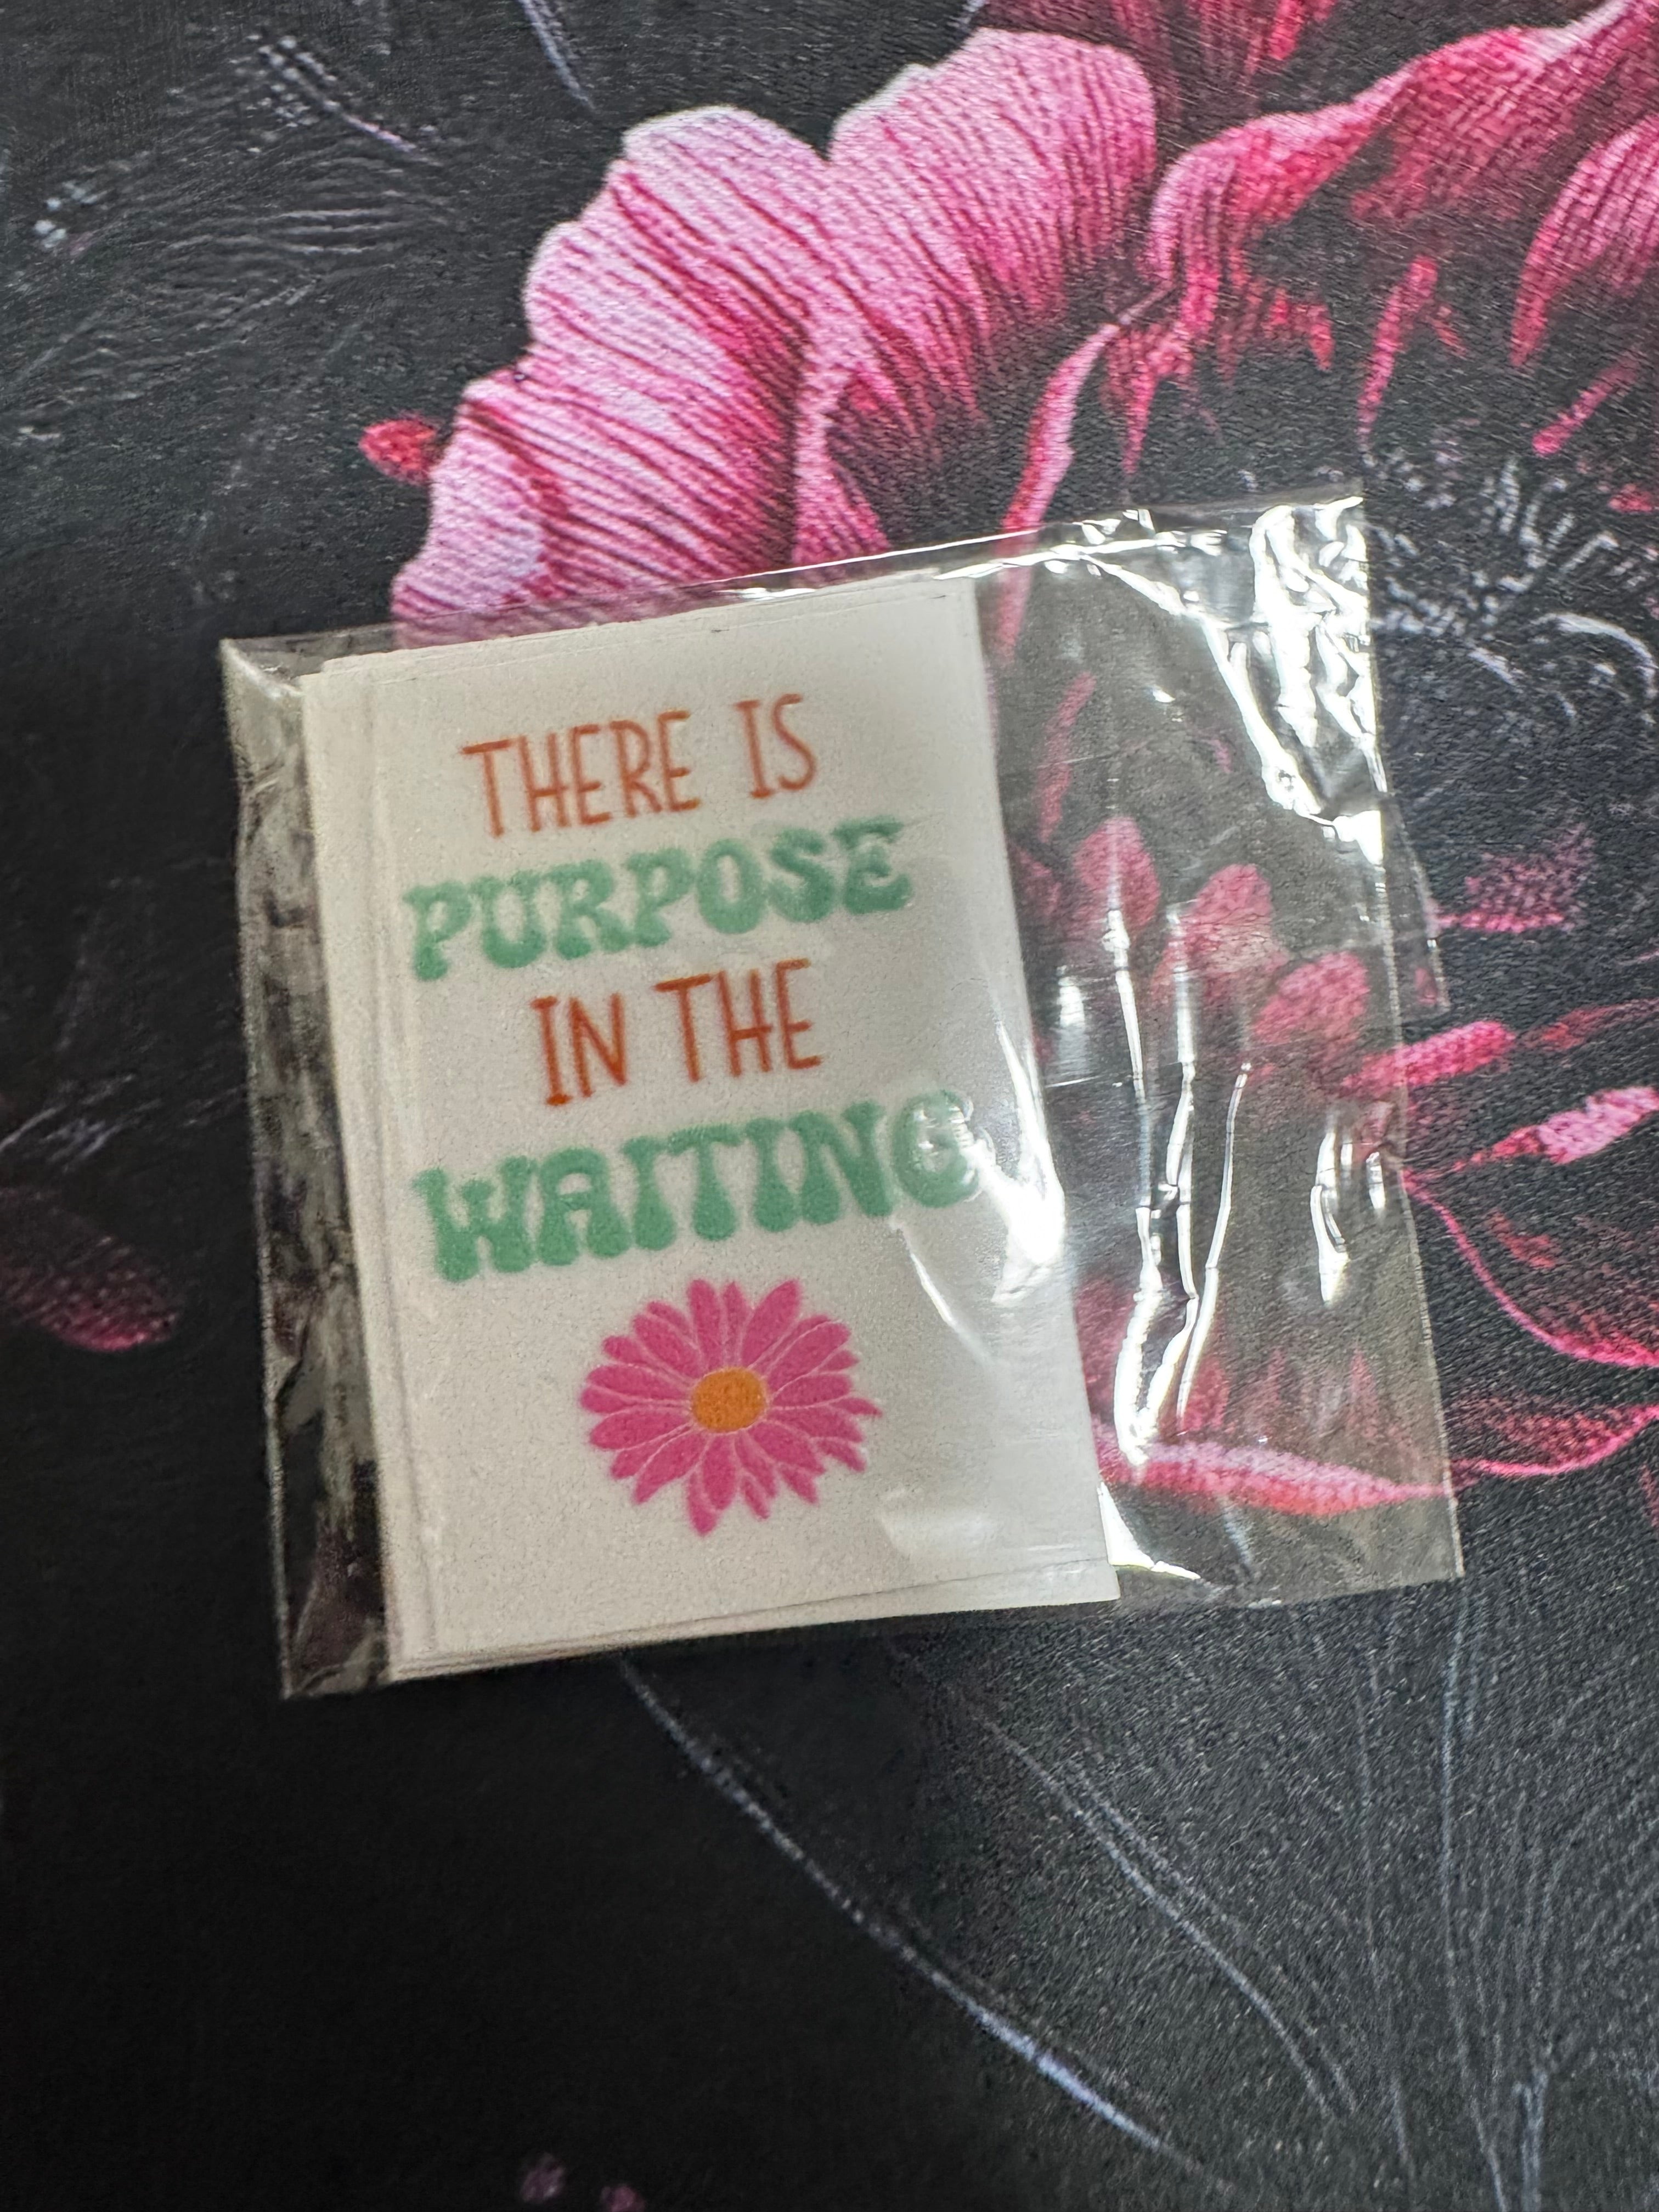 THERE IS
PURPOSE
IN THE
WAITING